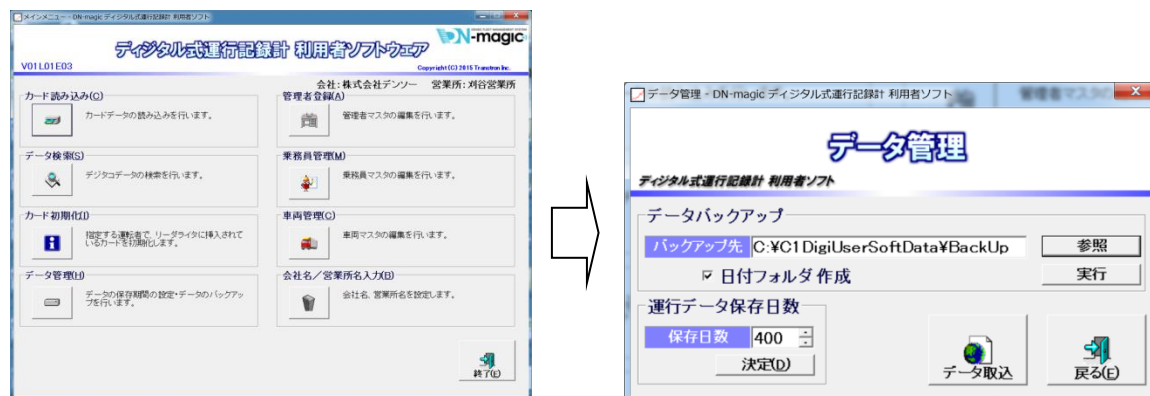 メインメニュー - DN-magic ディジタル式運行記録計 利用者ソフト
DN-magic
ディジタル式運行記録計 利用者ソフトウェア
V01L01E03
Copyright(C) 2015 Transtron Inc.
会社:株式会社デンソー 営業所:刈谷営業所
カード読み込み(C)
カードデータの読み込みを行います。
管理者登録(A)
管理者マスタの編集を行います。
データ検索(S)
デジタコデータの検索を行います。
乗務員管理(M)
乗務員マスタの編集を行います。
カード初期化(I)
指定する運転者で、リーダライタに挿入されて
いるカードを初期化します。
車両管理(C)
車両マスタの編集を行います。
データ管理(H)
データの保存期間の設定・データのバックアッ
プを行います。
会社名/営業所名入力(B)
会社名、営業所名を設定します。
終了(E)
データ管理 - DN-magic ディジタル式運行記録計 利用者ソフト
データ管理
ディジタル式運行記録計 利用者ソフト
データバックアップ
バックアップ先 C:¥C1DigiUserSoftData¥BackUp 参照
日付フォルダ作成 実行
運行データ保存日数
保存日数 400
決定(D)
データ取込
戻る(E)